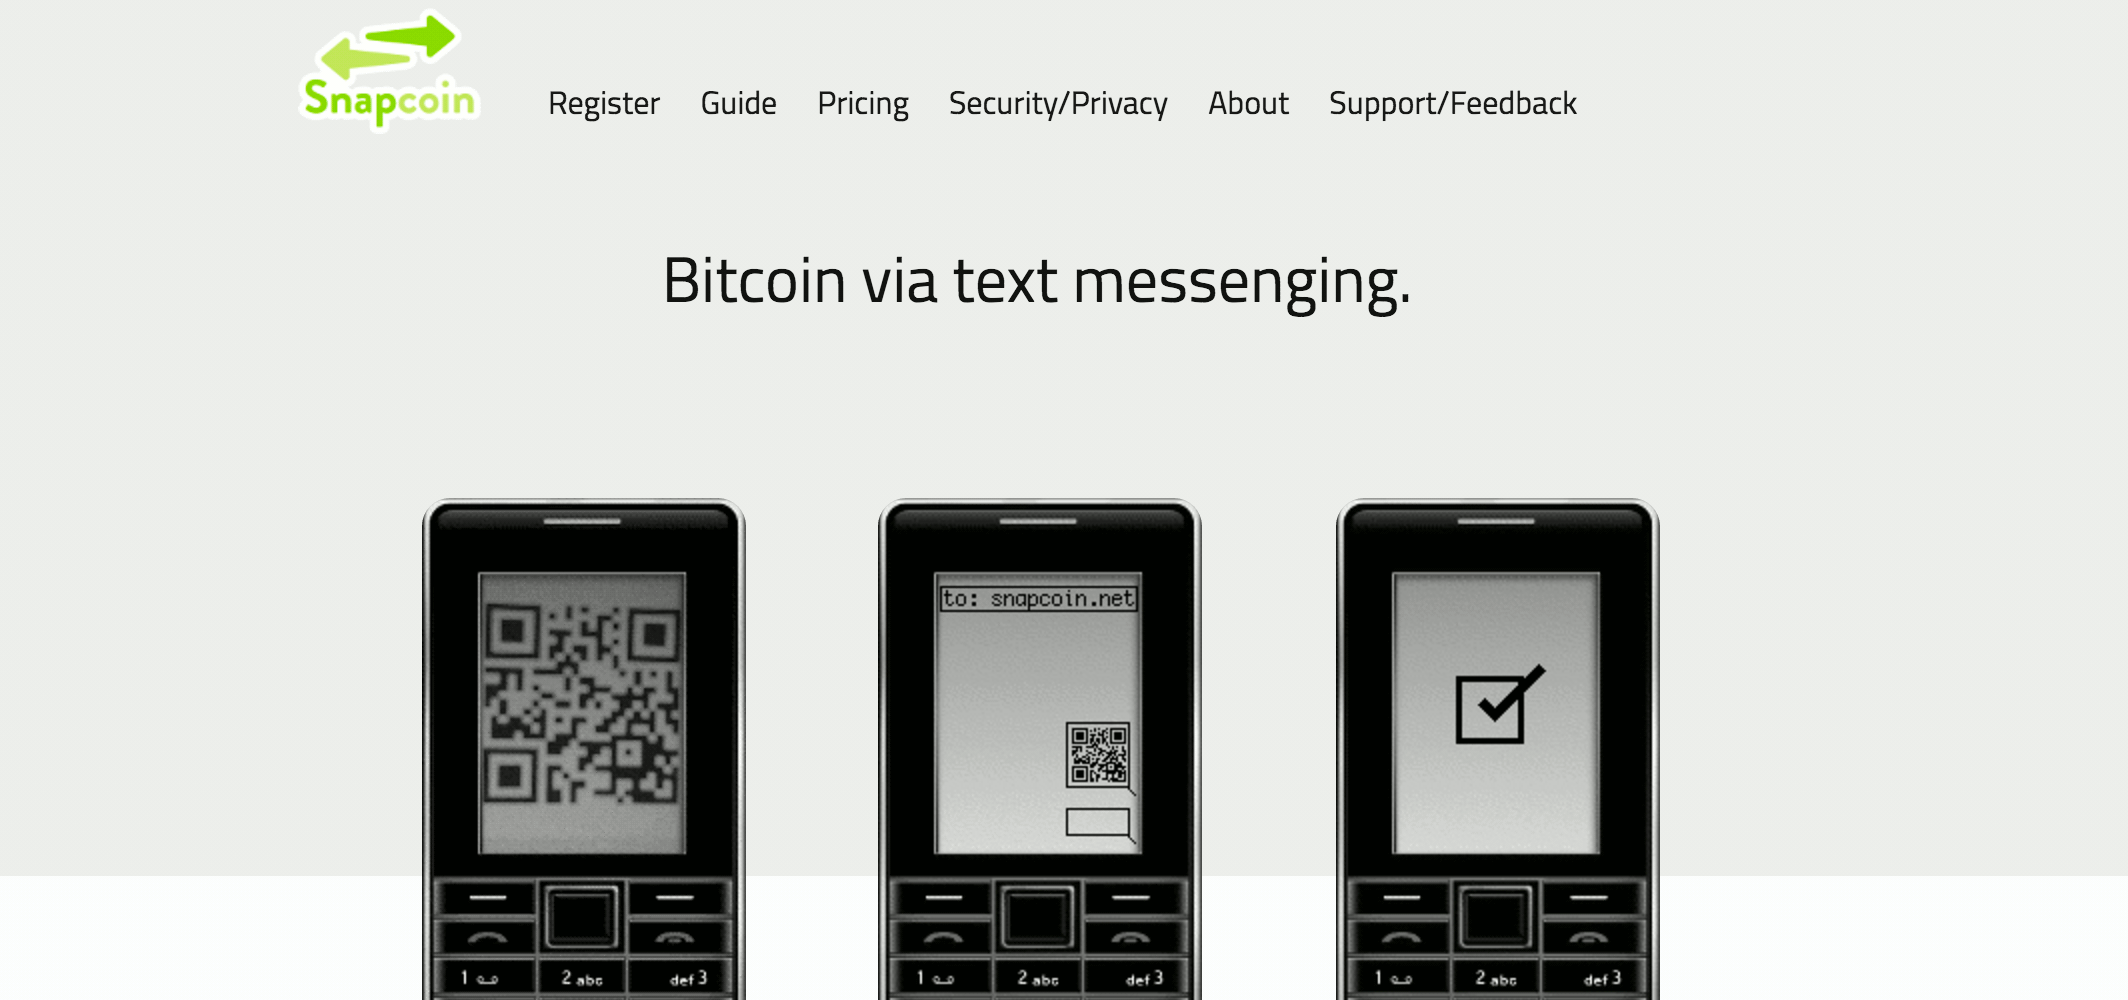 Snapcoin
Register Guide Pricing Security/Privacy About Support/Feedback
Bitcoin via text messenging.
to: snapcoin.net
1 2 abc def 3
1 2 abc def 3
1 2 abc def 3